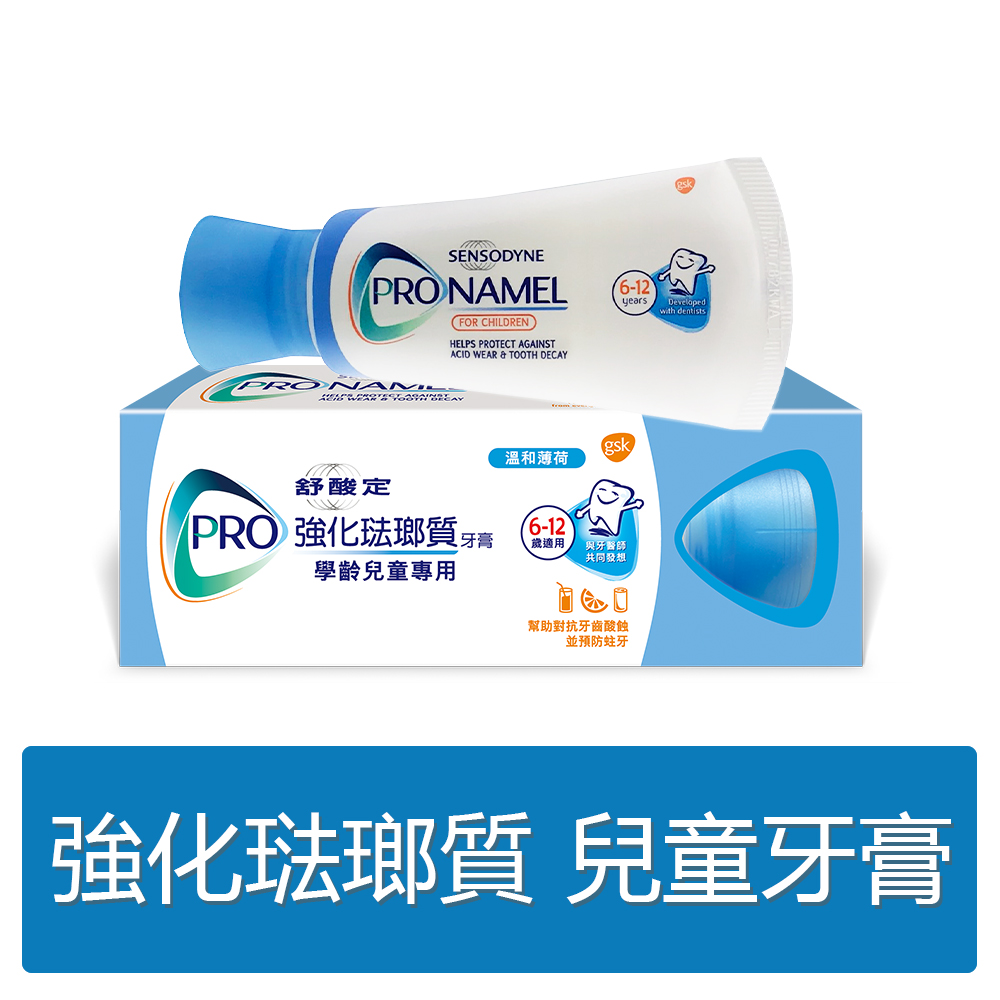 gsk
SENSODYNE
PRONAMEL
FOR CHILDREN
HELPS PROTECT AGAINST
ACID WEAR & TOOTH DECAY
6-12
years
Developed
with dentists
PRONAMEL
HELPS PROTECT AGAINST
ACID WEAR & TOOTH DECAY
溫和薄荷
gsk
舒酸定
PRO 強化琺瑯質牙膏
學齡兒童專用
6-12
歲適用
與牙醫師
共同發想
幫助對抗牙齒酸蝕
並預防蛀牙
強化琺瑯質 兒童牙膏